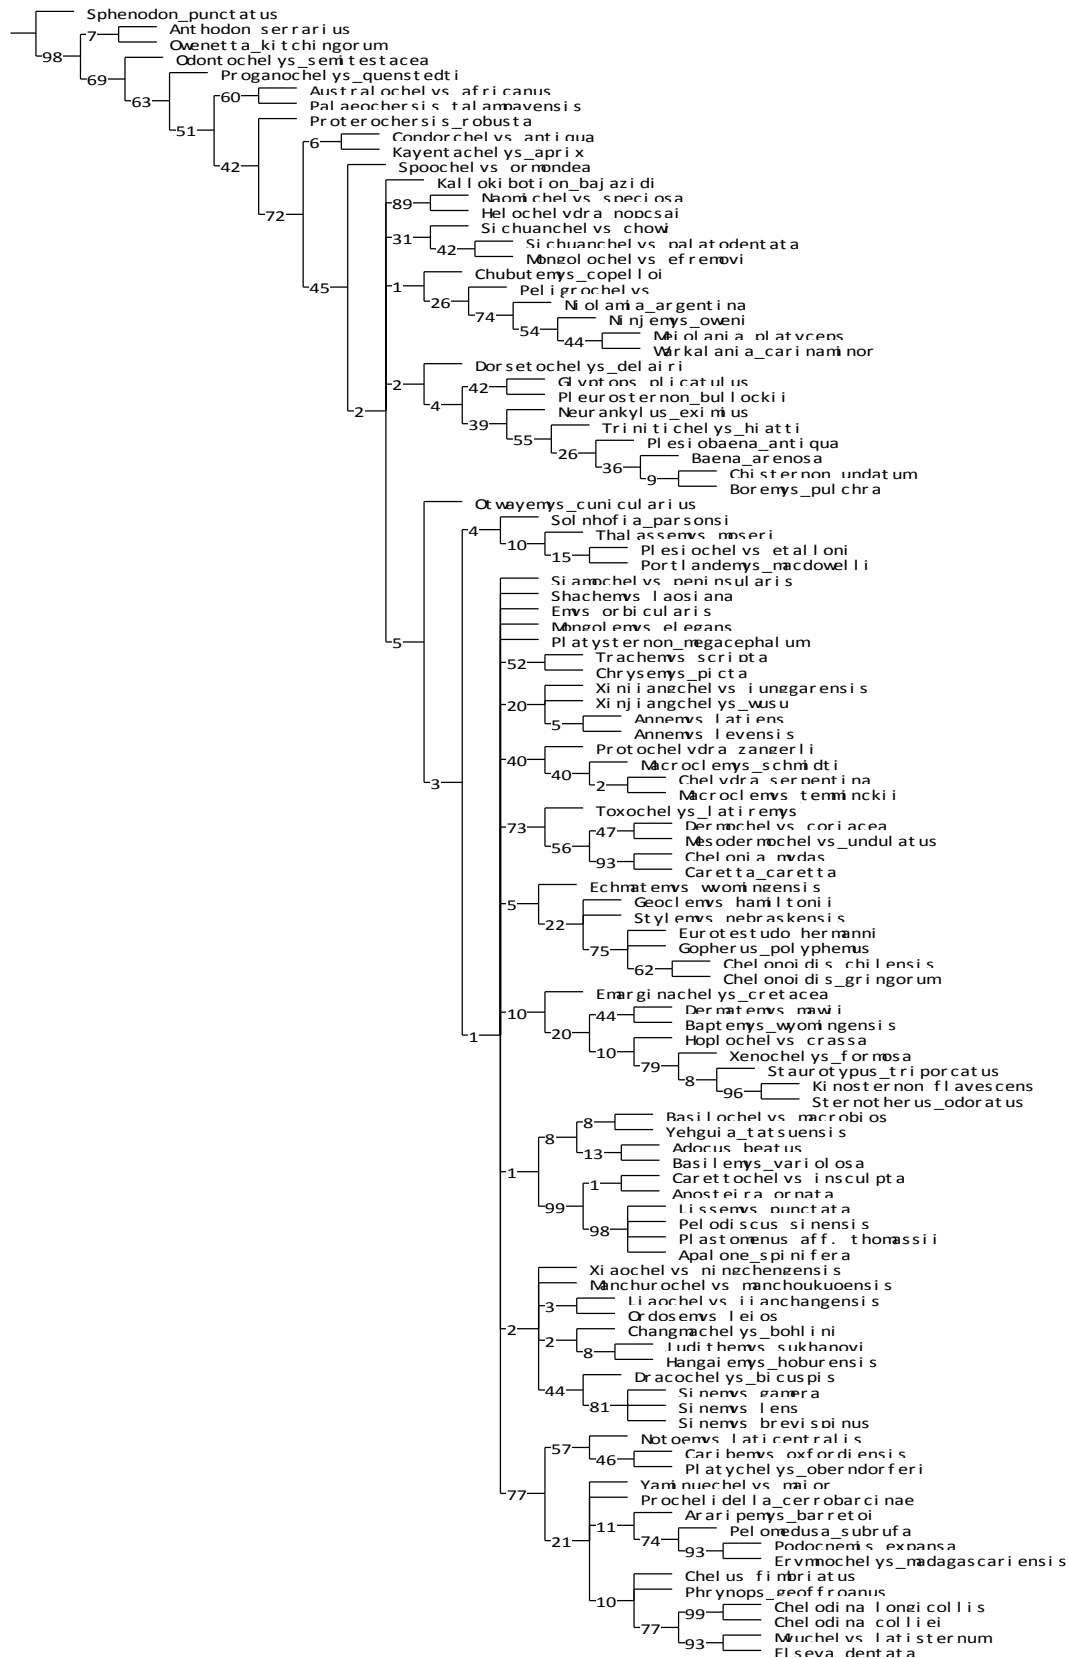 Sphenodon_punctatus
7
Anthodon serrarius
Owenetta_kitchingorum
98
Odontochelys_semitestacea
69
Proganochelys_quenstedti
60
Australochelys africanus
63
Palaeochersis talampayensis
Proterochersis_robusta
51
6
Condorchelys antiqua
Kayentachelys_aprix
42
Spoochelys ormondea
Kallokibotion_bajazidi
89
Naomichelys speciosa
72
Helochelydra nopcsai
Sichuanchelys chowi
31
42
Sichuanchelys palatodentata
Mongolochelys efremovi
Chubutemys_copelloi
45
1
Peligrochelys
26
Niolamia_argentina
74
Ninjemys_oweni
54
Meiolania platyceps
44
Warkalania_carinaminor
Dorsetochelys_delairi
2
42
Glyptops plicatulus
Pleurosternon_bullockii
4
2
Neurankylus_eximius
39
Trinitichelys_hiatti
55
Plesiobaena_antiqua
26
Baena_arenosa
36
Chisternon undatum
9
Boremys_pulchra
Otwayemys_cunicularius
Solnhofia_parsonsi
4
Thalassemys moseri
10
Plesiochelys etalloni
15
Portlandemys_macdowelli
Siamochelys peninsularis
Shachemys laosiana
Emys orbicularis
Mongolemys elegans
5
Platysternon_megacephalum
52
Trachemys scripta
Chrysemys_picta
Xinjiangchelys junggarensis
20
Xinjiangchelys_wusu
5
Annemys latiens
Annemys levensis
Protochelydra zangerli
40
Macroclemys_schmidti
40
Chelydra serpentina
3
2
Macroclemys temminckii
Toxochelys_latiremys
73
47
Dermochelys coriacea
56
Mesodermochelys_undulatus
93
Chelonia mydas
Caretta_caretta
Echmatemys wyomingensis
5
Geoclemys hamiltonii
22
Stylemys nebraskensis
Eurotestudo hermanni
75
Gopherus_polyphemus
62
Chelonoidis chilensis
Chelonoidis_gringorum
Emarginachelys_cretacea
10
44
Dermatemys mawii
1
20
Baptemys_wyomingensis
10
Hoplochelys crassa
79
Xenochelys_formosa
8
Staurotypus_triporcatus
96
Kinosternon flavescens
Sternotherus_odoratus
8
Basilochelys macrobios
8
Yehguia_tatsuensis
13
Adocus beatus
1
Basilemys_variolosa
1
Carettochelys insculpta
99
Anosteira ornata
Lissemys punctata
98
Pelodiscus sinensis
Plastomenus aff. thomassii
Apalone_spinifera
Xiaochelys ningchengensis
Manchurochelys manchoukuoensis
3
Liaochelys jianchangensis
2
Ordosemys leios
2
Changmachelys_bohlini
8
Judithemys sukhanovi
Hangaiemys_hoburensis
44
Dracochelys_bicuspis
81
Sinemys gamera
Sinemys lens
Sinemys brevispinus
57
Notoemys laticentralis
46
Caribemys oxfordiensis
Platychelys_oberndorferi
77
Yaminuechelys maior
Prochelidella_cerrobarcinae
11
Araripemys_barretoi
21
74
Pelomedusa_subrufa
93
Podocnemis expansa
Erymnochelys_madagascariensis
Chelus fimbriatus
10
Phrynops_geoffroanus
99
Chelodina longicollis
77
Chelodina colliei
93
Myuchelys latisternum
Elseya dentata